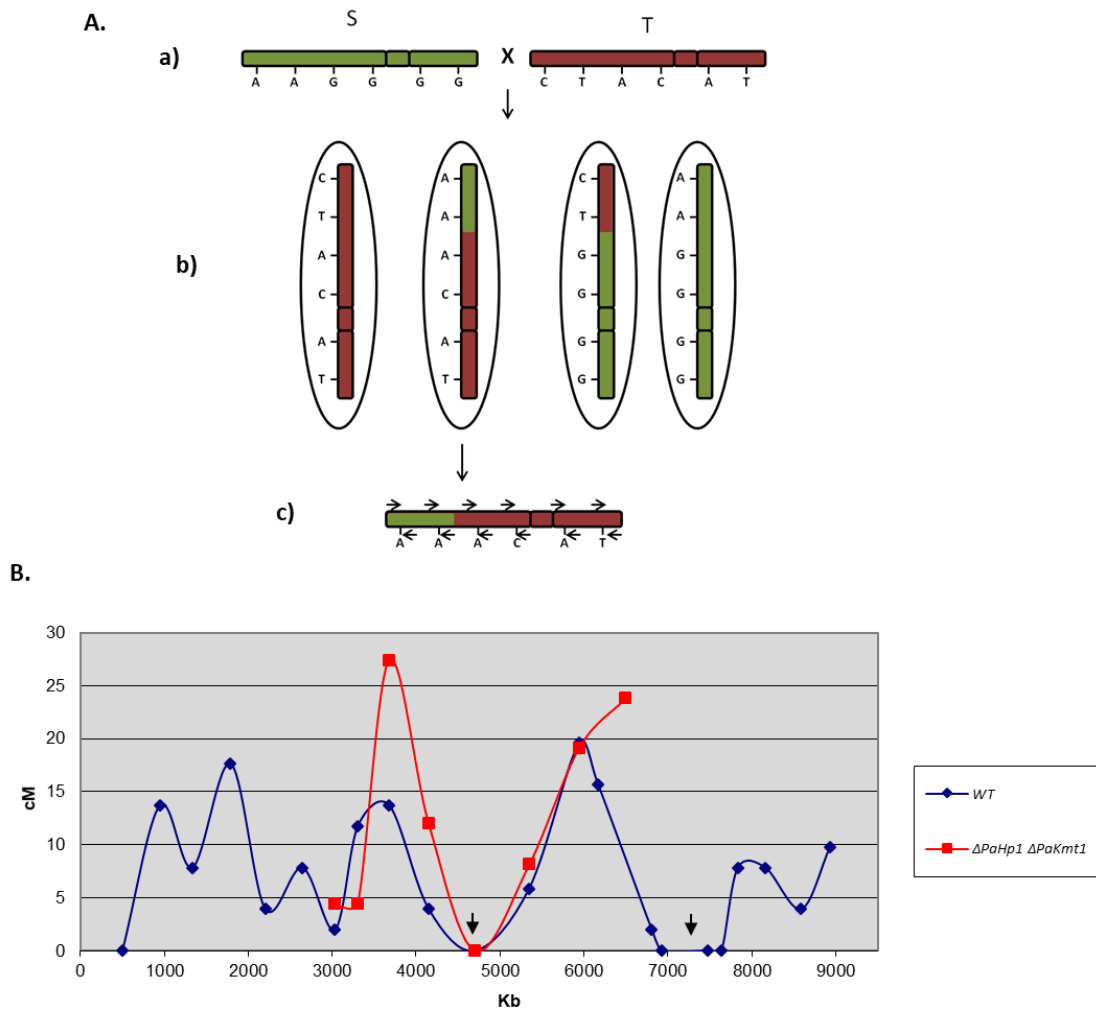 A.
S T
a) X
A A G G G G C T A C A T
b)
C A C A
T A T A
A A G G
C C G G
A A G G
T T G G
c)
A A A C A T
B.
30
25
20
15
10
5
0
cM
0 1000 2000 3000 4000 5000 6000 7000 8000 9000
Kb
WT
ΔPaHp1 ΔPaKmt1